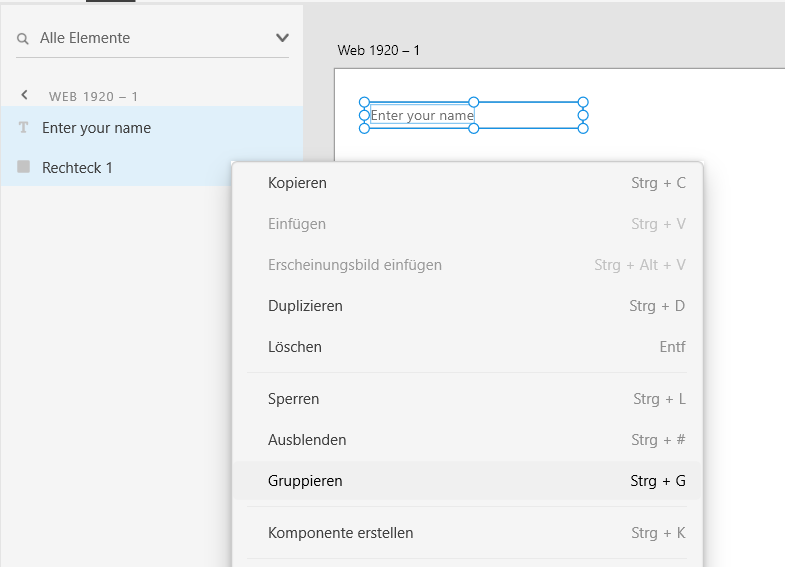 Alle Elemente
WEB 1920 – 1
Enter your name
Rechteck 1
Web 1920 – 1
Enter your name
Kopieren Strg + C
Einfügen Strg + V
Erscheinungsbild einfügen Strg + Alt + V
Duplizieren Strg + D
Löschen Entf
Sperren Strg + L
Ausblenden Strg + #
Gruppieren Strg + G
Komponente erstellen Strg + K